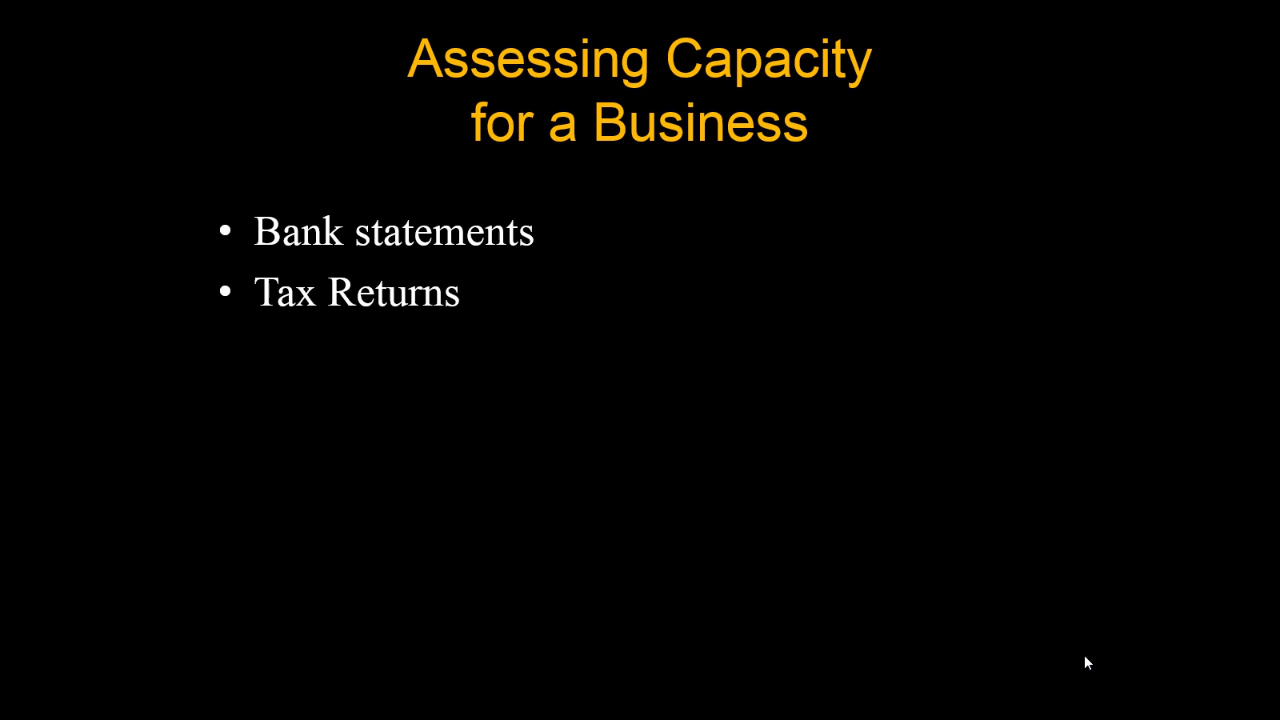 Assessing Capacity
for a Business
• Bank statements
• Tax Returns